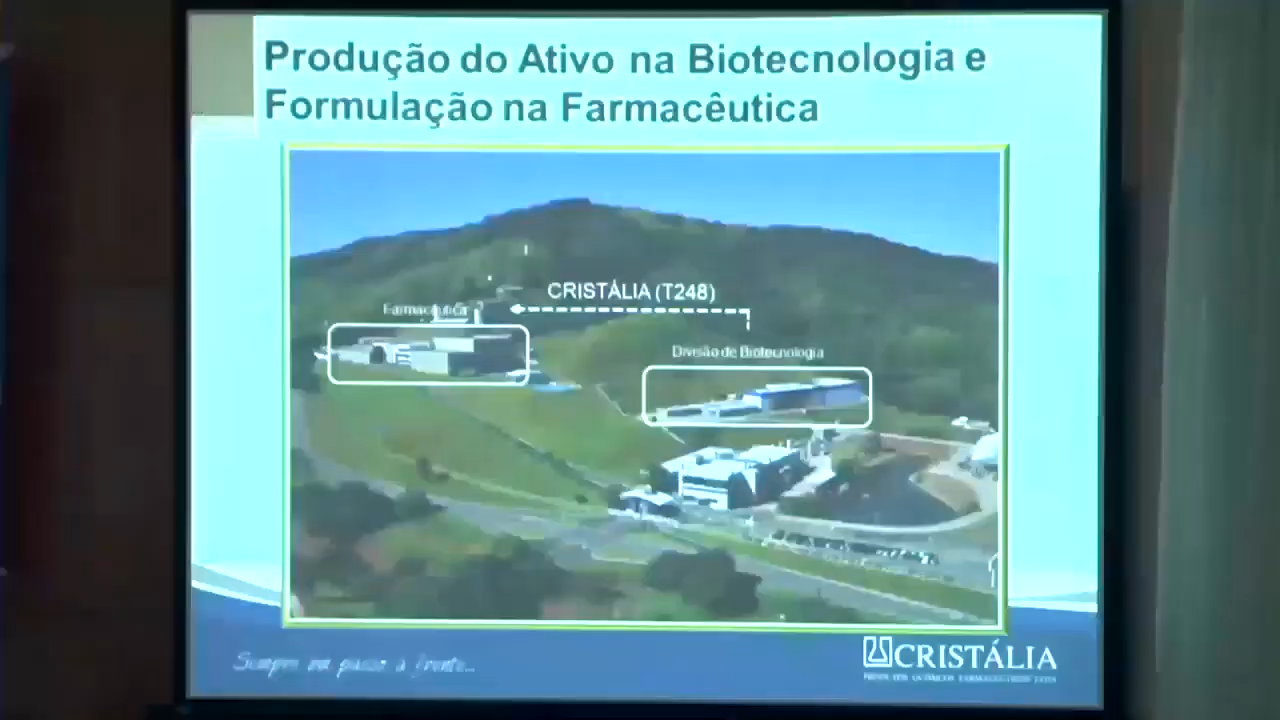 Produção do Ativo na Biotecnologia e
Formulação na Farmacêutica
CRISTÁLIA (T248)
Farmacêutica
Divisão de Biotecnologia
Sempre um passo à frente...
CRISTÁLIA